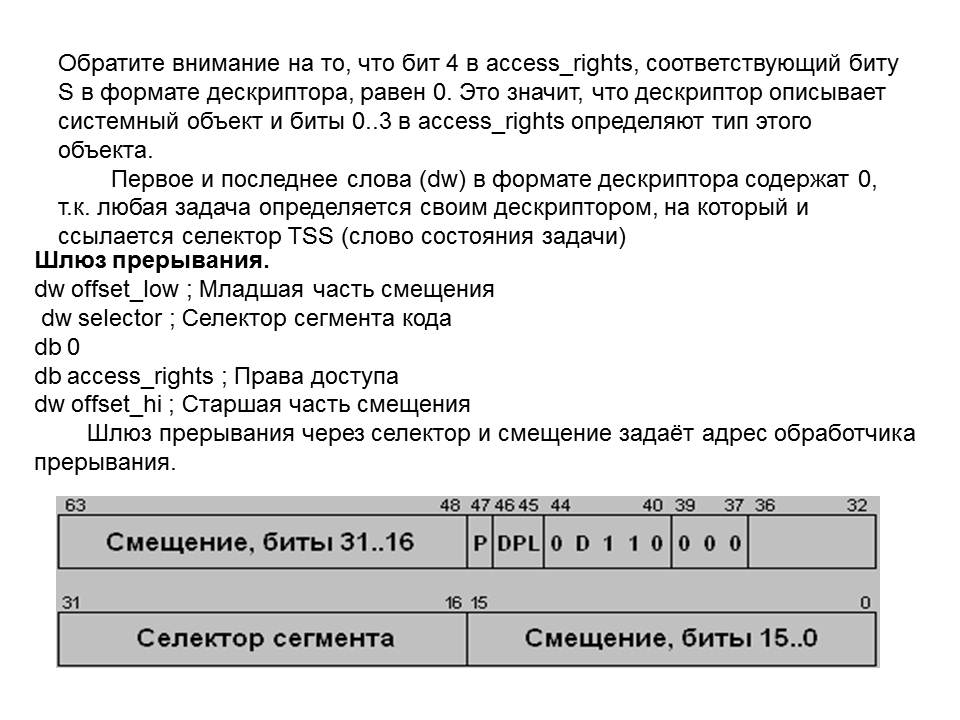 Обратите внимание на то, что бит 4 в access_rights, соответствующий биту
S в формате дескриптора, равен 0. Это значит, что дескриптор описывает
системный объект и биты 0..3 в access_rights определяют тип этого
объекта.
Первое и последнее слова (dw) в формате дескриптора содержат 0,
т.к. любая задача определяется своим дескриптором, на который и
ссылается селектор TSS (слово состояния задачи)
Шлюз прерывания.
dw offset_low ; Младшая часть смещения
dw selector ; Селектор сегмента кода
db 0
db access_rights ; Права доступа
dw offset_hi ; Старшая часть смещения
Шлюз прерывания через селектор и смещение задаёт адрес обработчика
прерывания.
63 48 47 46 45 44 40 39 37 36 32
Смещение, биты 31..16 P DPL 0 D 1 1 0 0 0 0
31 16 15 0
Селектор сегмента Смещение, биты 15..0